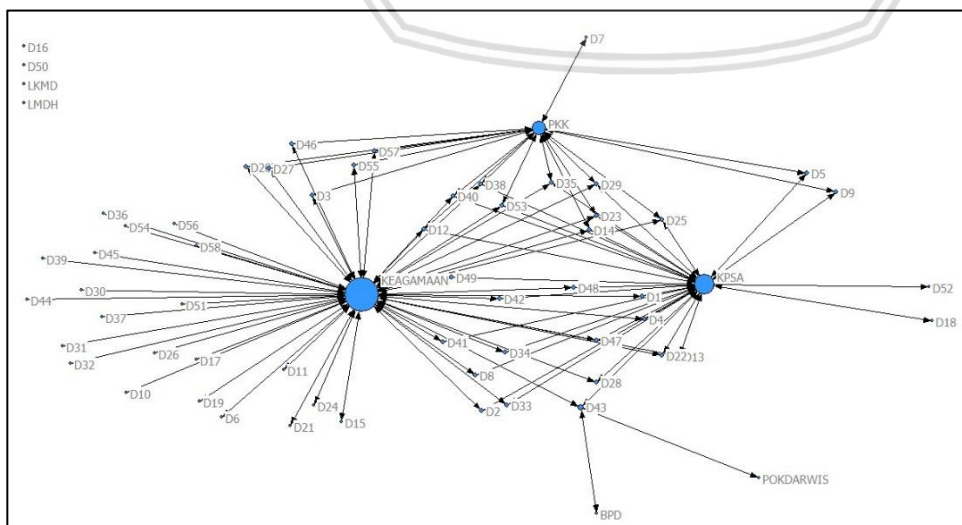 D16
D50
LKMD
LMDH
D7
PKK
D46
D57
D20
D27
D55
D5
D3
D38
D35
D29
D9
D40
D53
D36
D56
D23
D25
D54
D12
D14
D58
D45
D39
KEAGAMAAN
D49
KPSA
D30
D48
D52
D44
D51
D42
D1
D37
D4
D18
D31
D41
D47
D26
D34
D22
D13
D32
D17
D11
D8
D28
D10
D19
D24
D33
D6
D2
D43
D21
D15
POKDARWIS
BPD